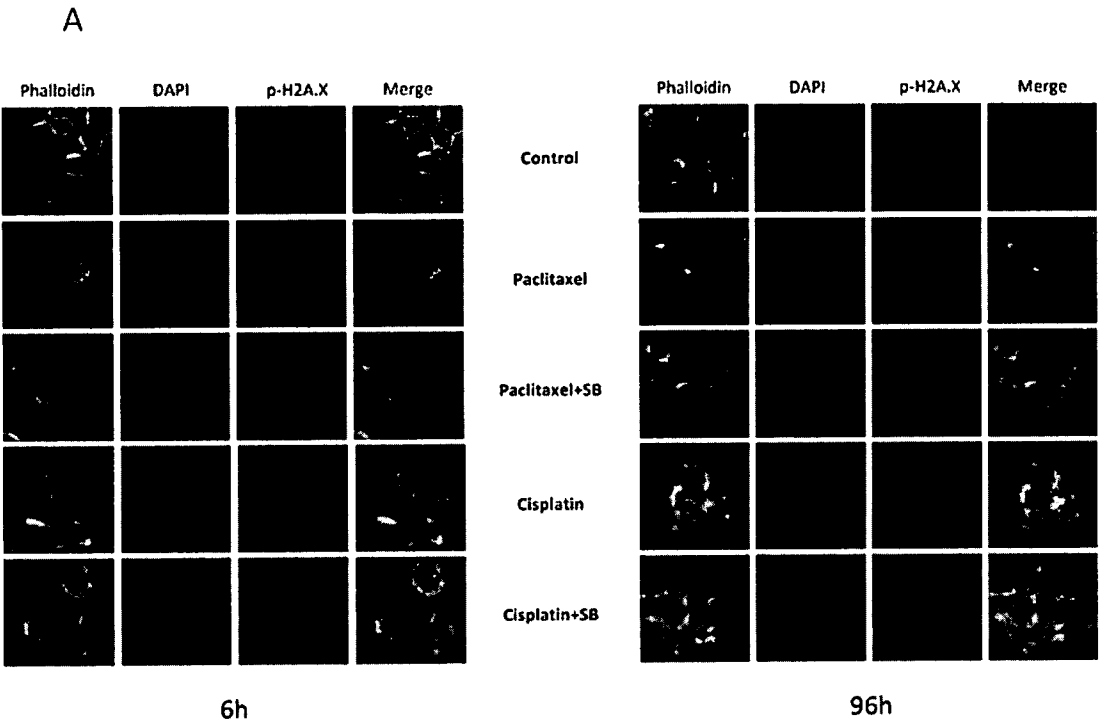 A
Phalloidin DAPI p-H2A.X Merge
Phalloidin DAPI p-H2A.X Merge
Control
Paclitaxel
Paclitaxel+SB
Cisplatin
Cisplatin+SB
6h
96h